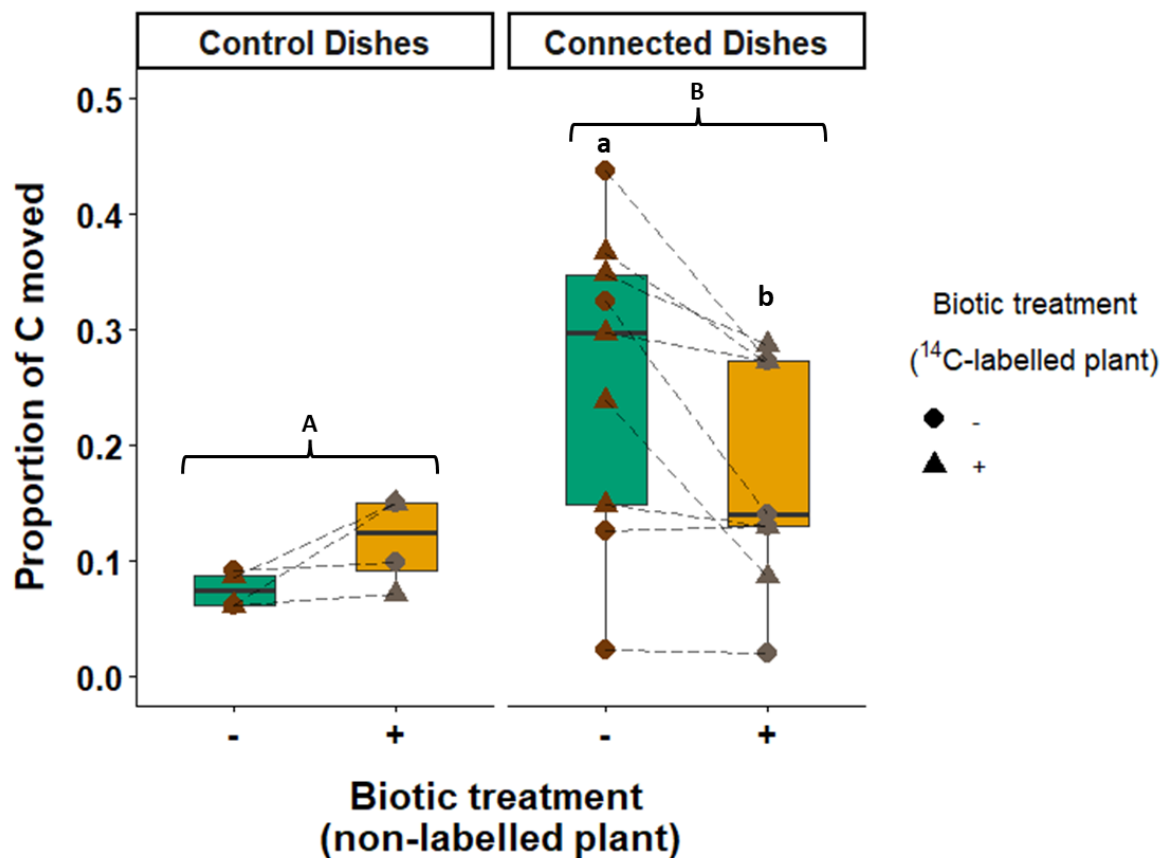 Control Dishes
Connected Dishes
Proportion of C moved
0.5
0.4
0.3
0.2
0.1
0.0
A
B
a
b
-
+
-
+
Biotic treatment
(non-labelled plant)
Biotic treatment
(¹⁴C-labelled plant)
-
+